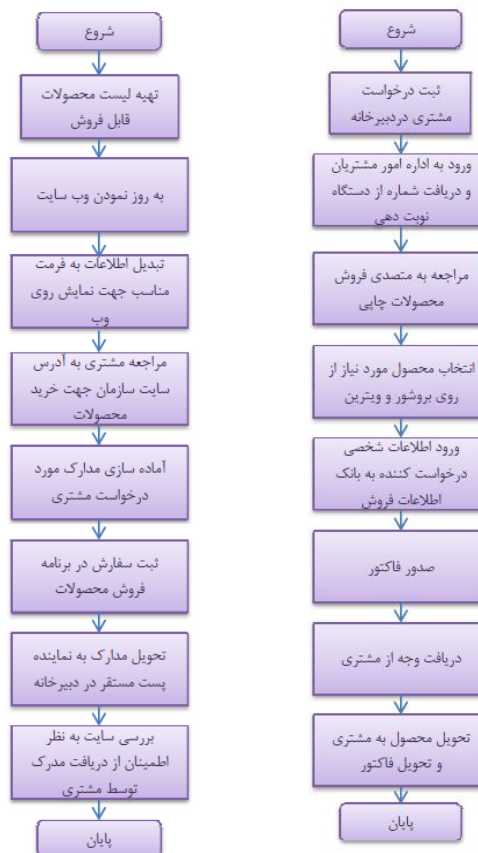 شروع
ثبت درخواست
مشتری دردبیرخانه
ورود به اداره امور مشتریان
و دریافت شماره از دستگاه
نوبت دهی
مراجعه به متصدی فروش
محصولات چاپی
انتخاب محصول مورد نیاز از
روی بروشور و ویترین
ورود اطلاعات شخصی
درخواست کننده به بانک
اطلاعات فروش
صدور فاکتور
دریافت وجه از مشتری
تحویل محصول به مشتری
و تحویل فاکتور
پایان
شروع
تهیه لیست محصولات
قابل فروش
به روز نمودن وب سایت
تبدیل اطلاعات به فرمت
مناسب جهت نمایش روی
وب
مراجعه مشتری به آدرس
سایت سازمان جهت خرید
محصولات
آماده سازی مدارک مورد
درخواست مشتری
ثبت سفارش در برنامه
فروش محصولات
تحویل مدارک به نماینده
پست مستقر در دبیرخانه
بررسی سایت به نظر
اطمینان از دریافت مدرک
توسط مشتری
پایان